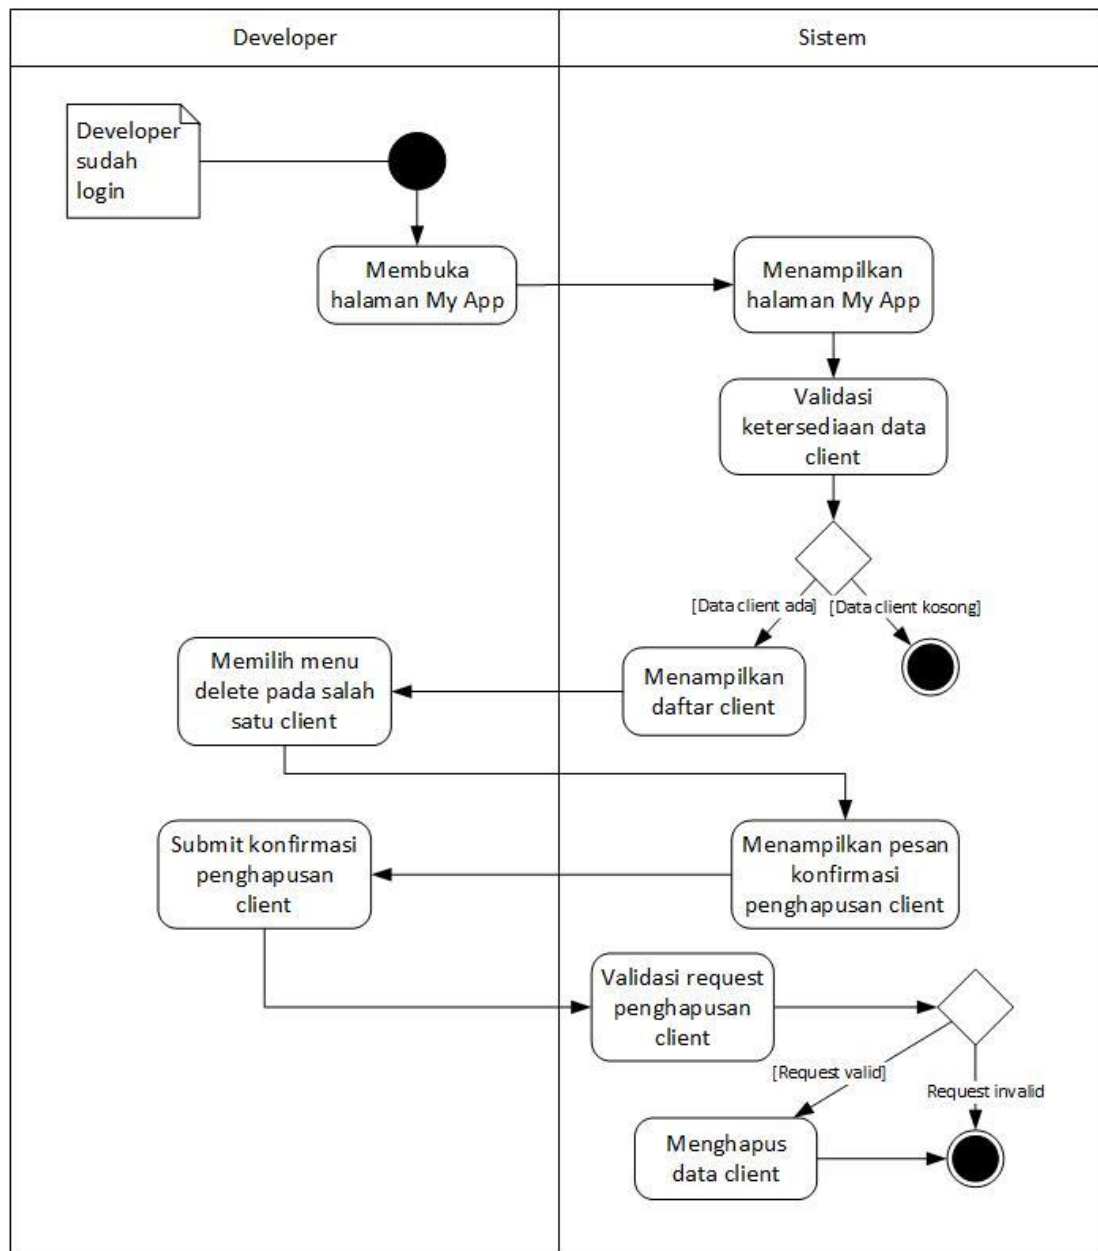 Developer
Sistem
Developer
sudah
login
Membuka
halaman My App
Menampilkan
halaman My App
Validasi
ketersediaan data
client
[Data client ada]
[Data client kosong]
Memilih menu
delete pada salah
satu client
Menampilkan
daftar client
Submit konfirmasi
penghapusan
client
Menampilkan pesan
konfirmasi
penghapusan client
Validasi request
penghapusan
client
[Request valid]
Request invalid
Menghapus
data client